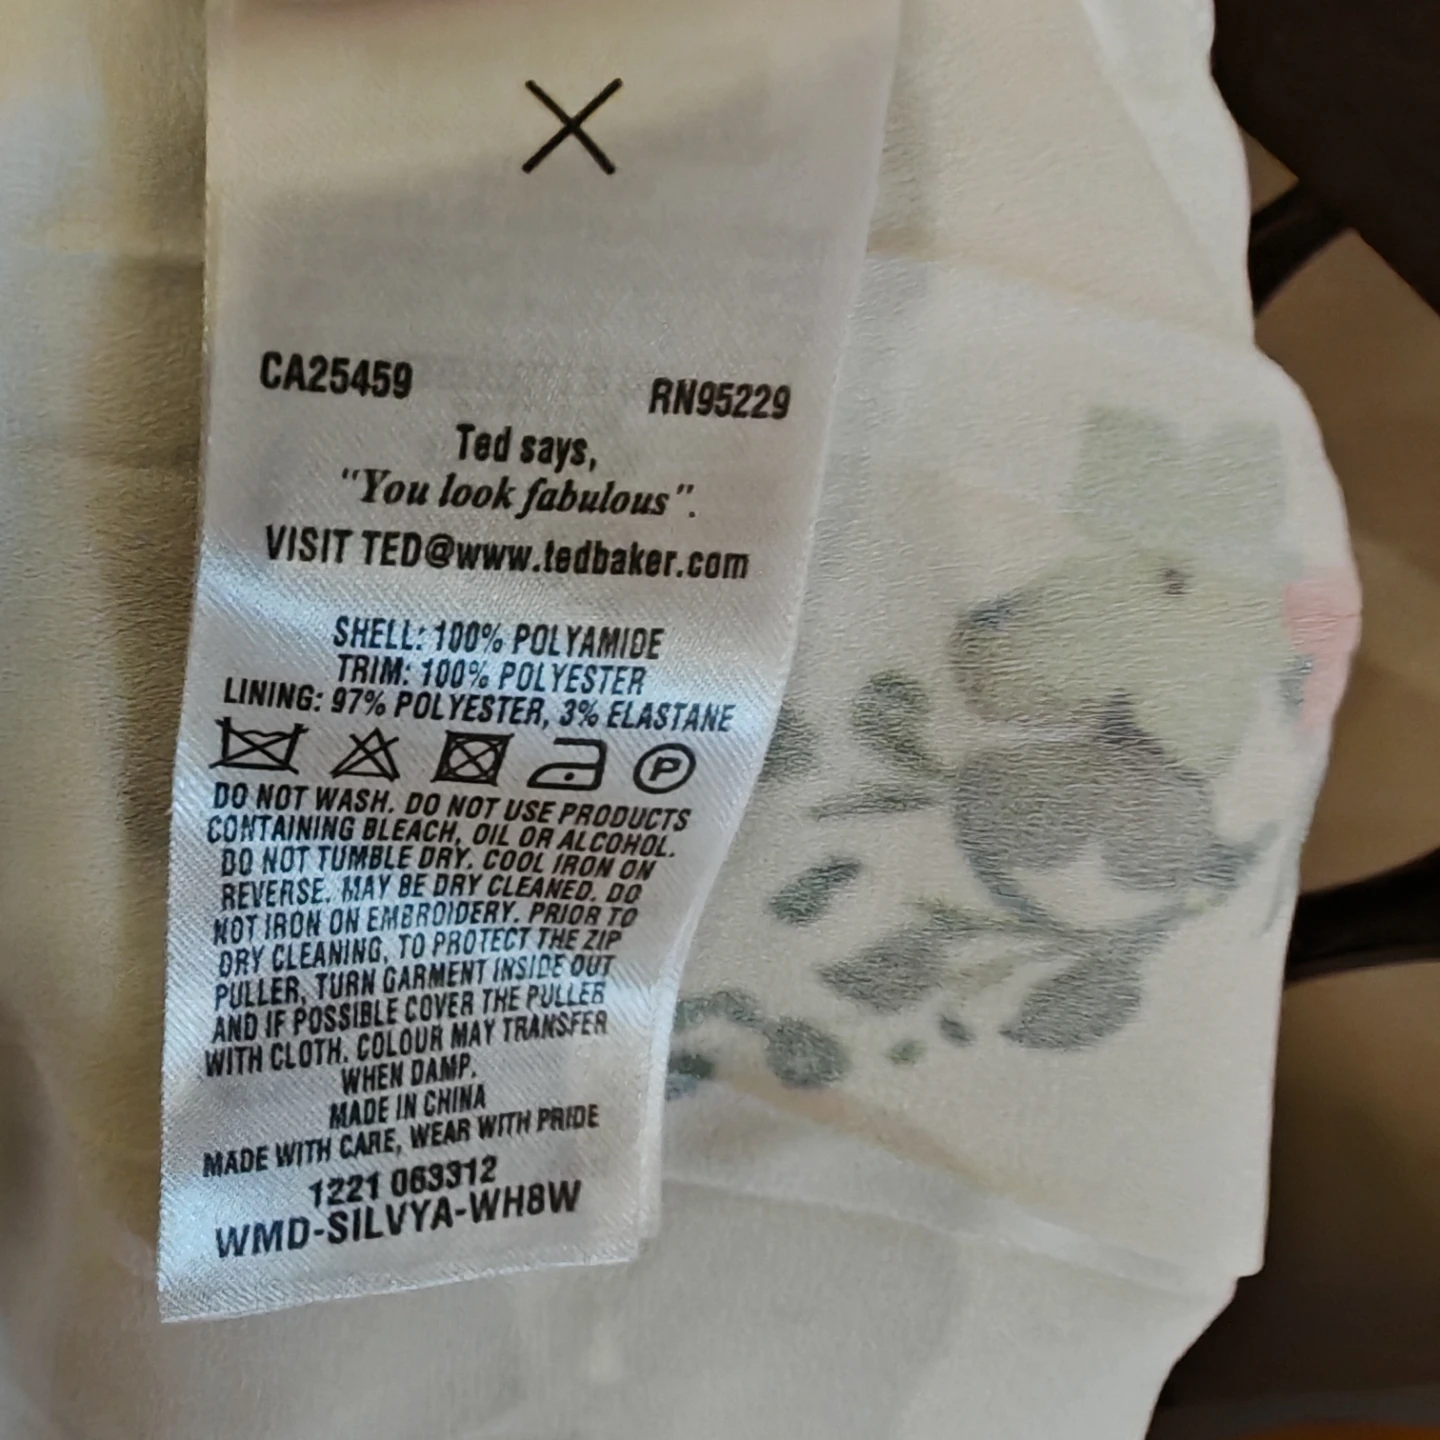 CA25459 RN95229
Ted says,
"You look fabulous".
VISIT TED@www.tedbaker.com
SHELL: 100% POLYAMIDE
TRIM: 100% POLYESTER
LINING: 97% POLYESTER, 3% ELASTANE
P
DO NOT WASH. DO NOT USE PRODUCTS
CONTAINING BLEACH, OIL OR ALCOHOL.
DO NOT TUMBLE DRY. COOL IRON ON
REVERSE. MAY BE DRY CLEANED. DO
NOT IRON ON EMBROIDERY. PRIOR TO
DRY CLEANING, TO PROTECT THE ZIP
PULLER, TURN GARMENT INSIDE OUT
AND IF POSSIBLE COVER THE PULLER
WITH CLOTH. COLOUR MAY TRANSFER
WHEN DAMP.
MADE IN CHINA
MADE WITH CARE, WEAR WITH PRIDE
1221 063312
WMD-SILVYA-WH8W